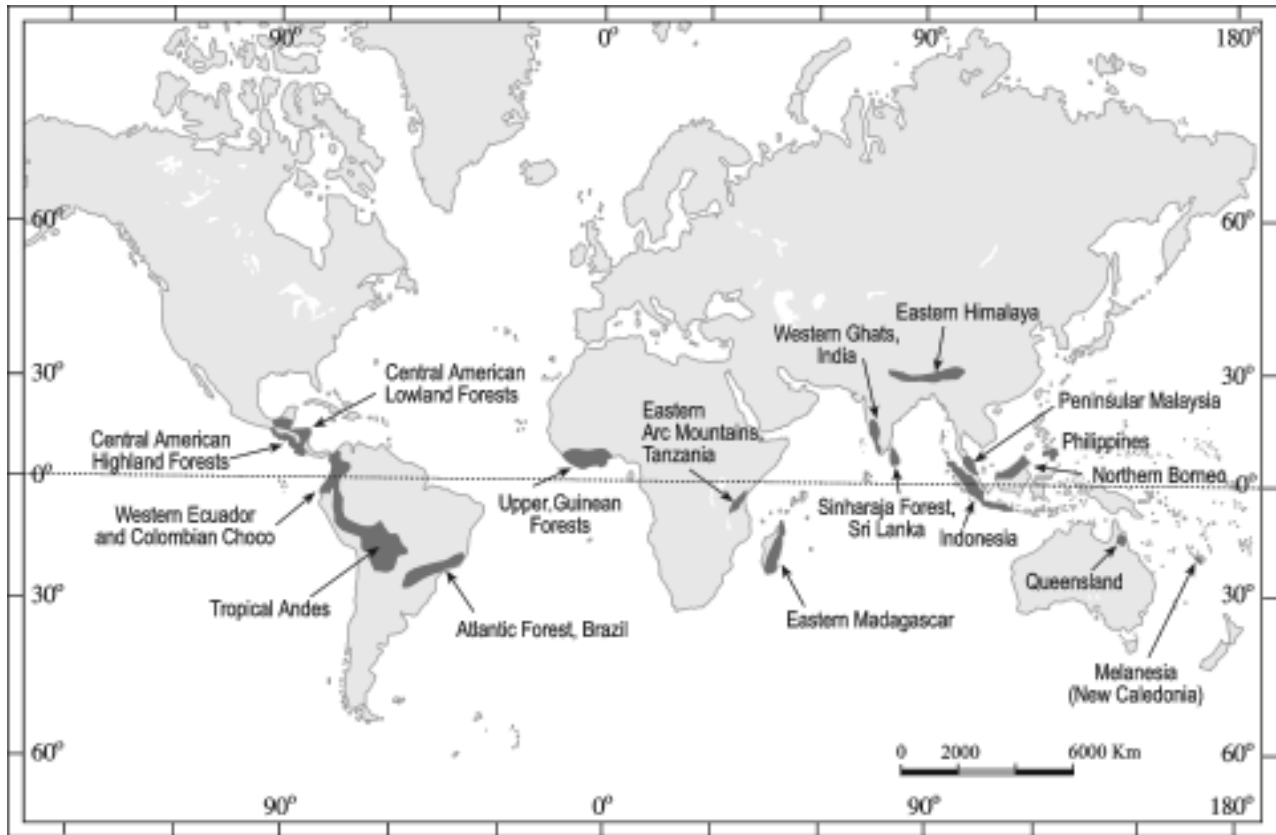 90°
0°
90°
180°
60°
60°
Eastern Himalaya
Western Ghats,
India
30°
30°
Central American
Lowland Forests
Eastern
Arc Mountains,
Tanzania
Peninsular Malaysia
Philippines
Central American
Highland Forests
Northern Borneo
0°
0°
Western Ecuador
and Colombian Choco
Upper Guinean
Forests
Sinharaja Forest,
Sri Lanka
Indonesia
Queensland
30°
30°
Tropical Andes
Atlantic Forest, Brazil
Eastern Madagascar
Melanesia
(New Caledonia)
0 2000 6000 Km
60°
60°
90°
0°
90°
180°